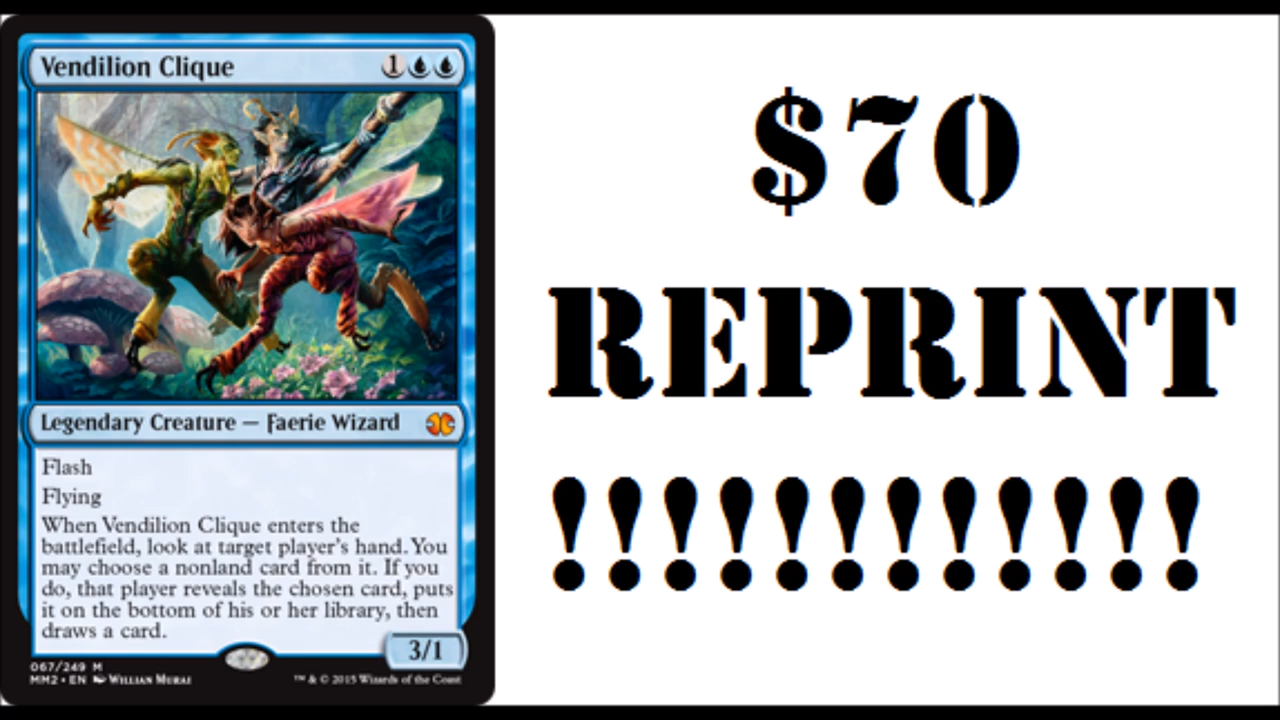 Vendilion Clique 1
Legendary Creature — Faerie Wizard
Flash
Flying
When Vendilion Clique enters the
battlefield, look at target player's hand. You
may choose a nonland card from it. If you
do, that player reveals the chosen card, puts
it on the bottom of his or her library, then
draws a card.
3/1
067/249 M
MM2 • EN Willian Murai
™ & © 2015 Wizards of the Coast
$70
REPRINT
!!!!!!!!!!!!